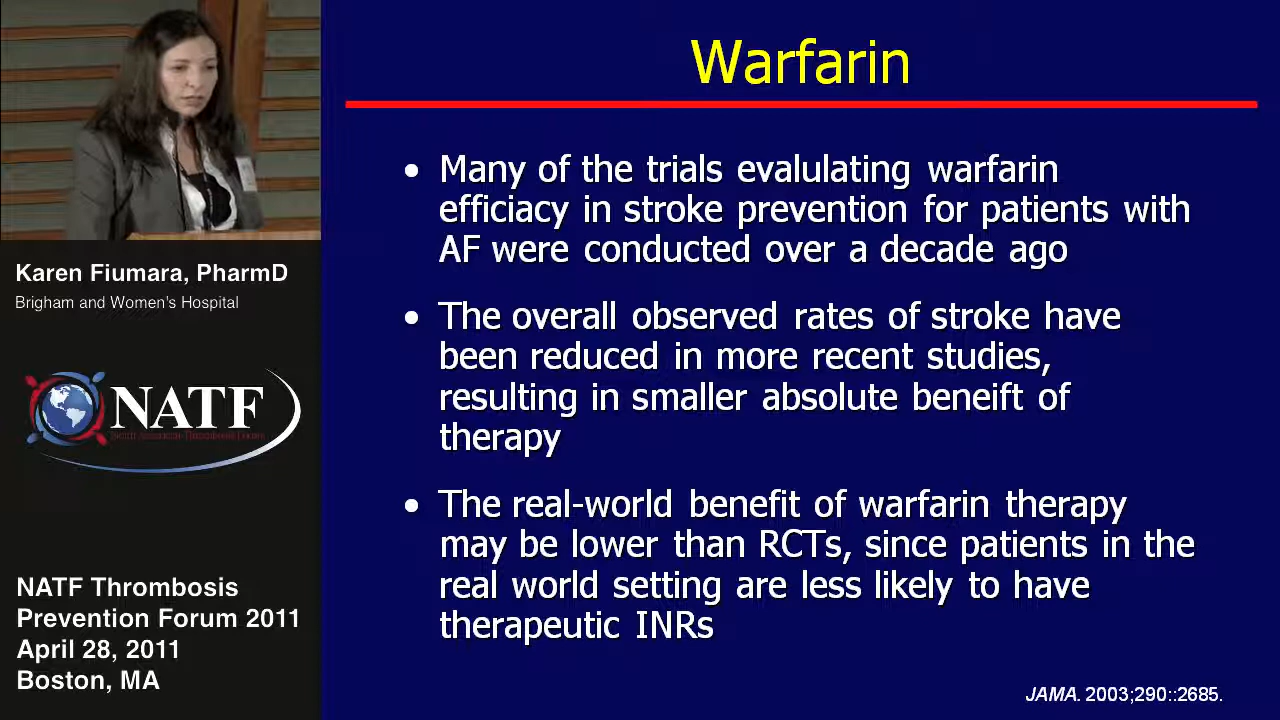 Warfarin
• Many of the trials evalulating warfarin
efficiacy in stroke prevention for patients with
AF were conducted over a decade ago
• The overall observed rates of stroke have
been reduced in more recent studies,
resulting in smaller absolute beneift of
therapy
• The real-world benefit of warfarin therapy
may be lower than RCTs, since patients in the
real world setting are less likely to have
therapeutic INRs
JAMA. 2003;290::2685.
Karen Fiumara, PharmD
Brigham and Women's Hospital
NATF
NATF Thrombosis
Prevention Forum 2011
April 28, 2011
Boston, MA